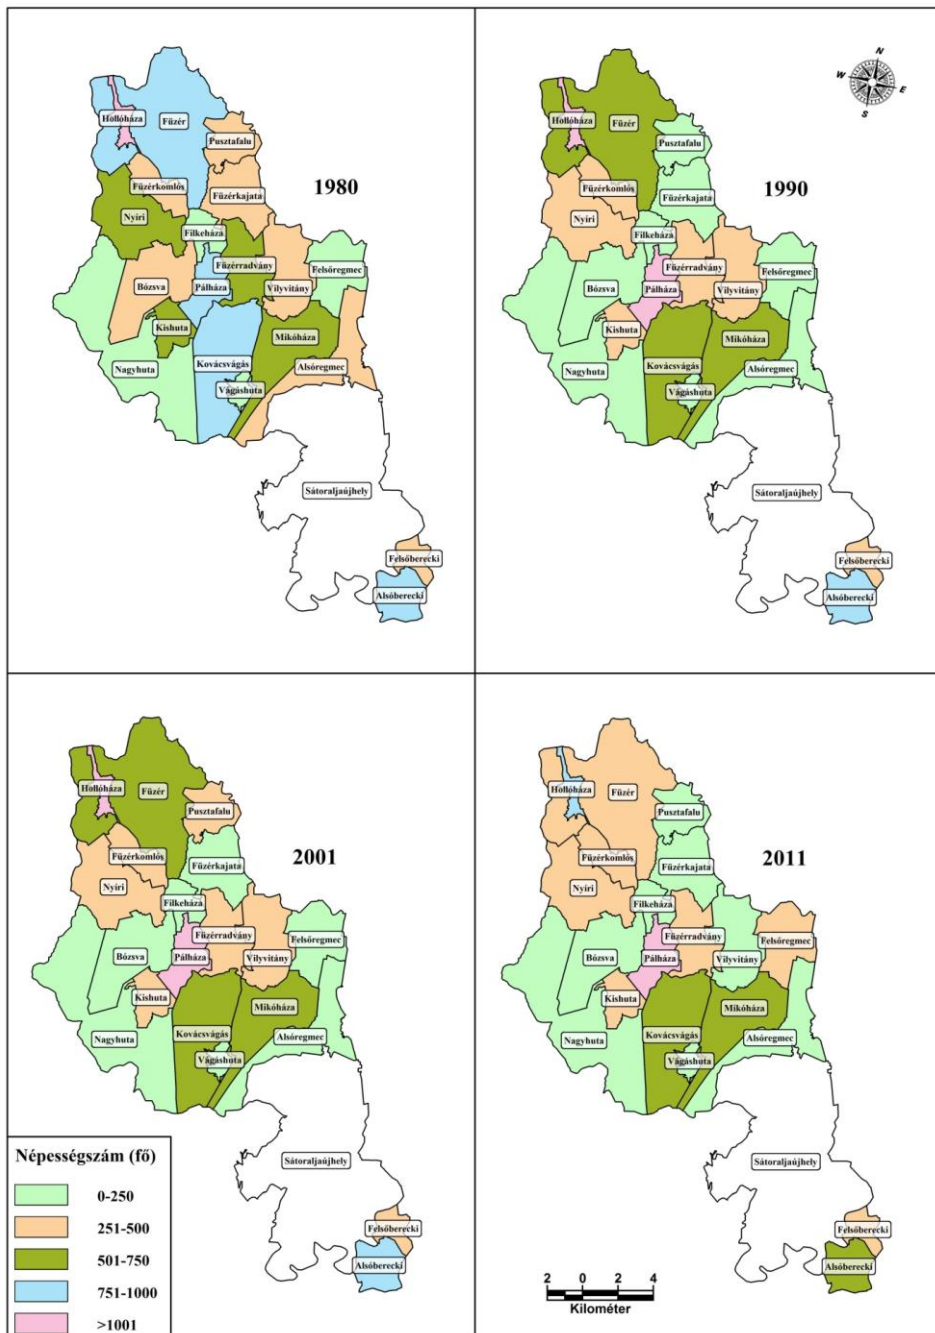 N
W
E
S
1980
Hollóháza
Füzér
Pusztafalu
Füzérkomlós
Füzérkajata
Nyíri
Filkeháza
Füzérradvány
Felsőregmec
Bózsva
Pálháza
Vilyvitány
Kishuta
Mikóháza
Nagyhuta
Kovácsvágás
Alsóregmec
Vágáshuta
Sátoraljaújhely
Felsőberecki
Alsóberecki
1990
Hollóháza
Füzér
Pusztafalu
Füzérkomlós
Füzérkajata
Nyíri
Filkeháza
Füzérradvány
Felsőregmec
Bózsva
Pálháza
Vilyvitány
Kishuta
Mikóháza
Nagyhuta
Kovácsvágás
Alsóregmec
Vágáshuta
Sátoraljaújhely
Felsőberecki
Alsóberecki
2001
Hollóháza
Füzér
Pusztafalu
Füzérkomlós
Füzérkajata
Nyíri
Filkeháza
Füzérradvány
Felsőregmec
Bózsva
Pálháza
Vilyvitány
Kishuta
Mikóháza
Nagyhuta
Kovácsvágás
Alsóregmec
Vágáshuta
Sátoraljaújhely
Felsőberecki
Alsóberecki
Népességszám (fő)
0-250
251-500
501-750
751-1000
>1001
2011
Hollóháza
Füzér
Pusztafalu
Füzérkomlós
Füzérkajata
Nyíri
Filkeháza
Füzérradvány
Felsőregmec
Bózsva
Pálháza
Vilyvitány
Kishuta
Mikóháza
Nagyhuta
Kovácsvágás
Alsóregmec
Vágáshuta
Sátoraljaújhely
Felsőberecki
Alsóberecki
2 0 2 4
Kilométer